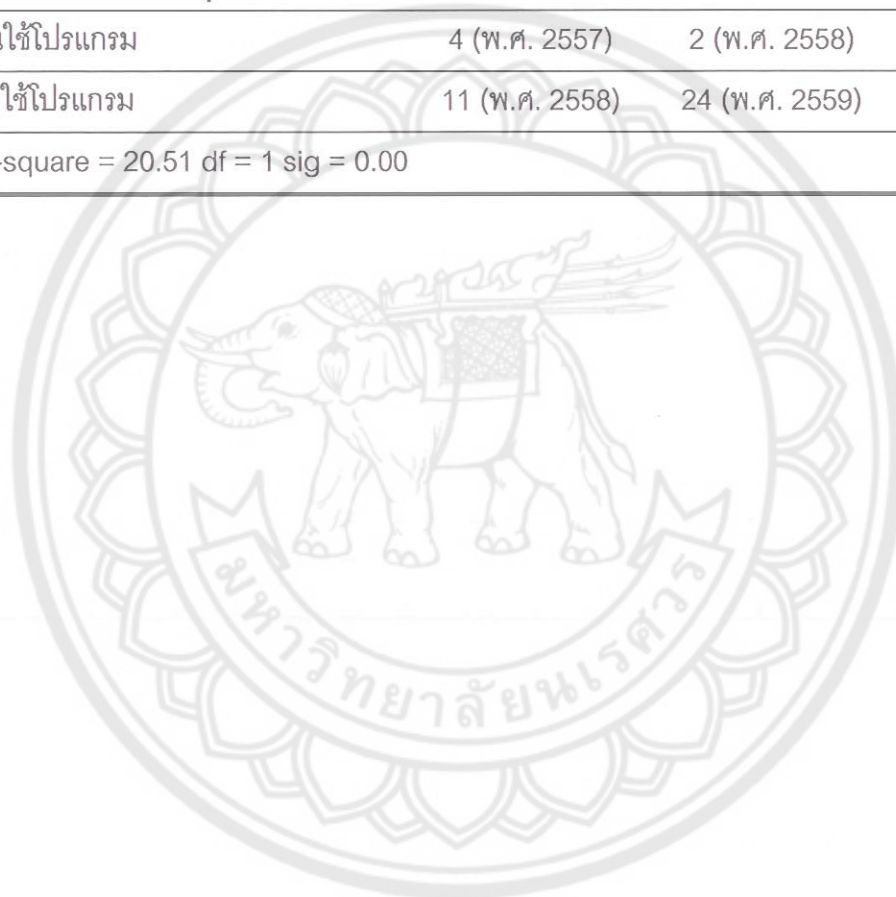 ใช้โปรแกรม 4 (พ.ศ. 2557) 2 (พ.ศ. 2558)
ใช้โปรแกรม 11 (พ.ศ. 2558) 24 (พ.ศ. 2559)
-square = 20.51 df = 1 sig = 0.00
มหาวิทยาลัยนเรศวร